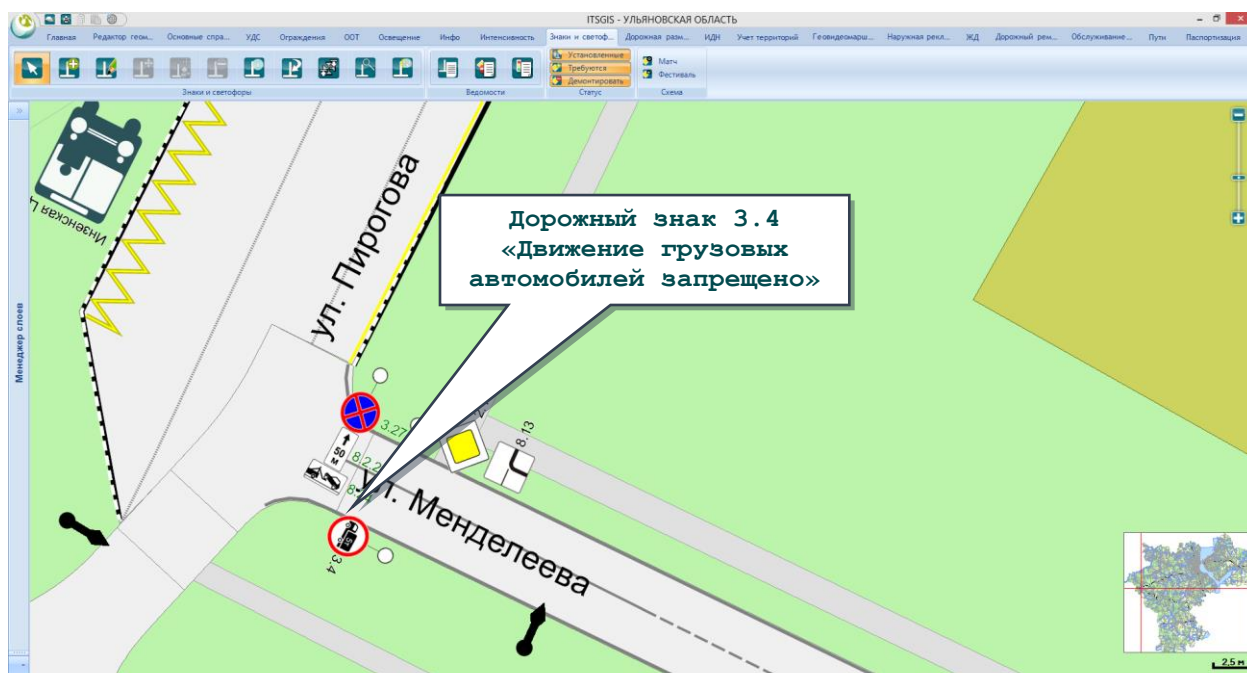 ITSGIS - УЛЬЯНОВСКАЯ ОБЛАСТЬ
Главная Редактор геом... Основные спра... УДС Ограждения ООТ Освещение Инфо Интенсивность Знаки и светоф... Дорожная разм... ИДН Учет территорий Геовидеомарш... Наружная рекл... ЖД Дорожный рем... Обслуживание... Пути Паспортизация
Установленные
Требуются
Демонтировать
Матч
Фестиваль
Знаки и светофоры Ведомости Статус Схема
Менеджер слоев
Инзенская Ц
ул. Пирогова
Дорожный знак 3.4
«Движение грузовых
автомобилей запрещено»
3.27
50
м
8.2.2
8.13
ул. Менделеева
3.4
2,5 м